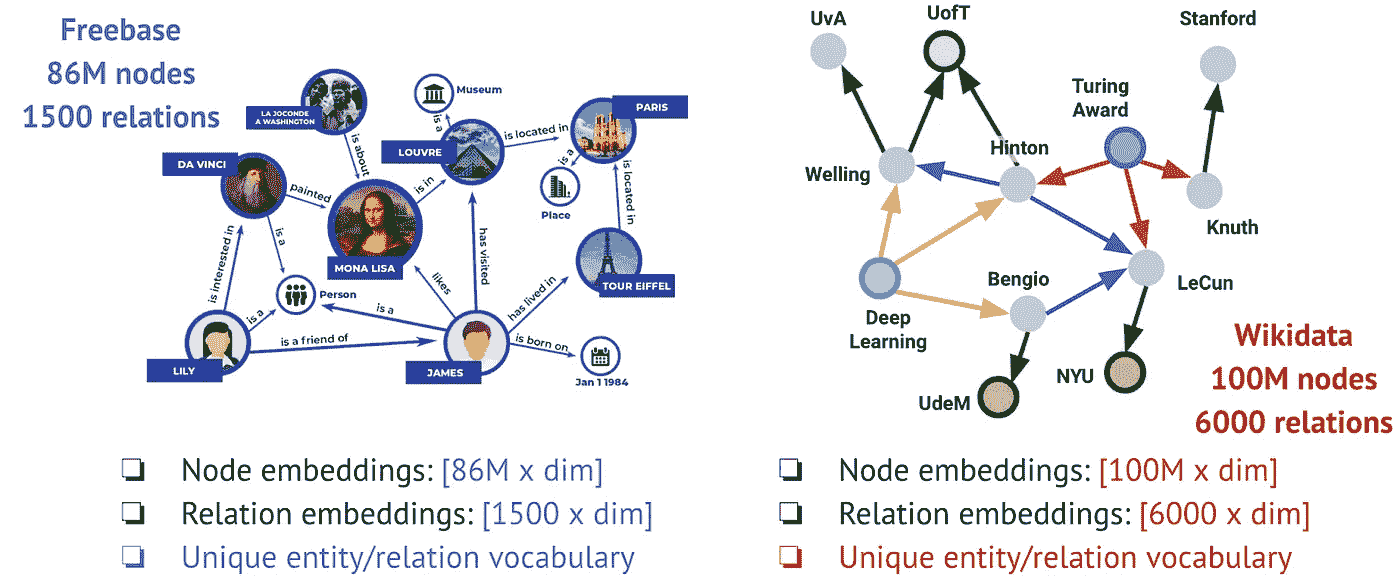 Freebase
86M nodes
1500 relations
LA JOCONDE
A WASHINGTON
Museum
is a
is located in
PARIS
is about
LOUVRE
is a
DA VINCI
painted
is in
is located in
Place
is interested in
is a
MONA LISA
has visited
TOUR EIFFEL
likes
Person
has lived in
is a
is a
is a friend of
is born on
LILY
JAMES
Jan 1 1984
Node embeddings: [86M x dim]
Relation embeddings: [1500 x dim]
Unique entity/relation vocabulary
UvA
UofT
Stanford
Turing
Award
Hinton
Welling
Knuth
Bengio
LeCun
Deep
Learning
NYU
UdeM
Wikidata
100M nodes
6000 relations
Node embeddings: [100M x dim]
Relation embeddings: [6000 x dim]
Unique entity/relation vocabulary